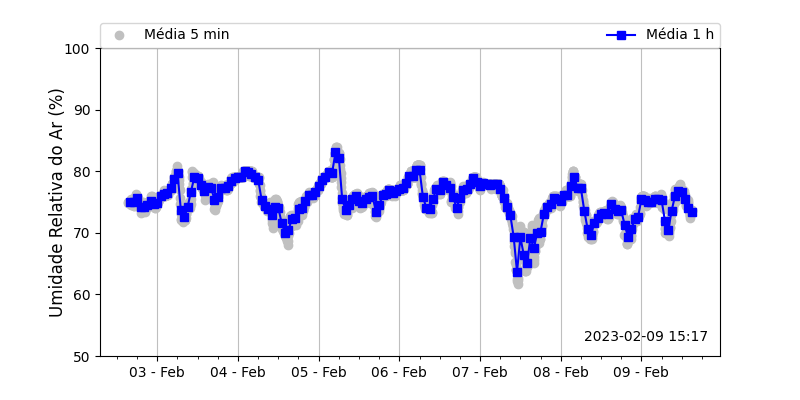 Média 5 min
Média 1 h
Umidade Relativa do Ar (%)
100
90
80
70
60
50
2023-02-09 15:17
03 - Feb
04 - Feb
05 - Feb
06 - Feb
07 - Feb
08 - Feb
09 - Feb